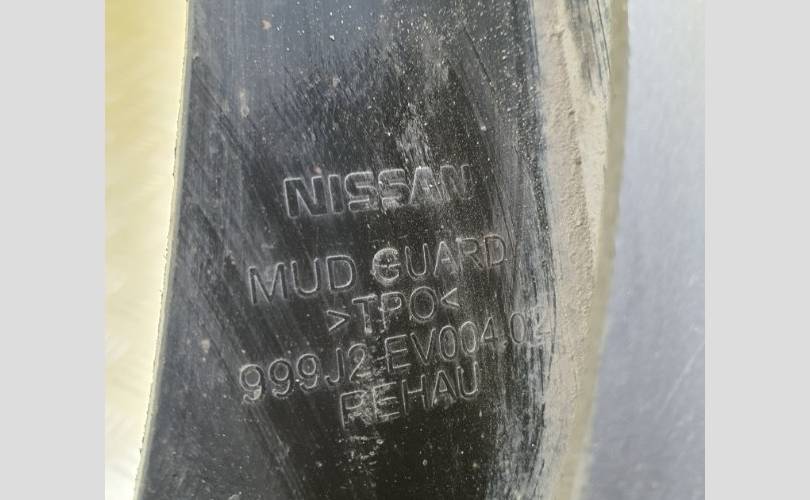 NISSAN
MUD GUARD
>TPO<
999J2-EV004.02
REHAU